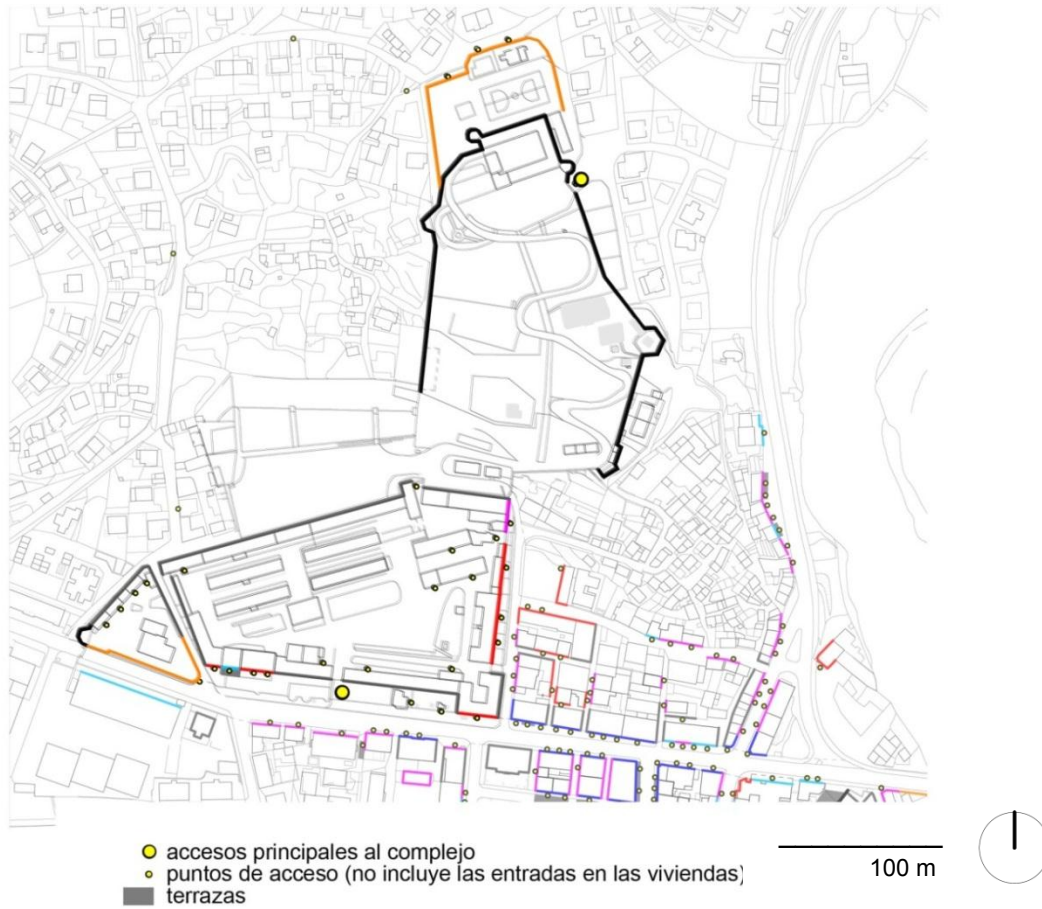 accesos principales al complejo
puntos de acceso (no incluye las entradas en las viviendas)
terrazas
100 m